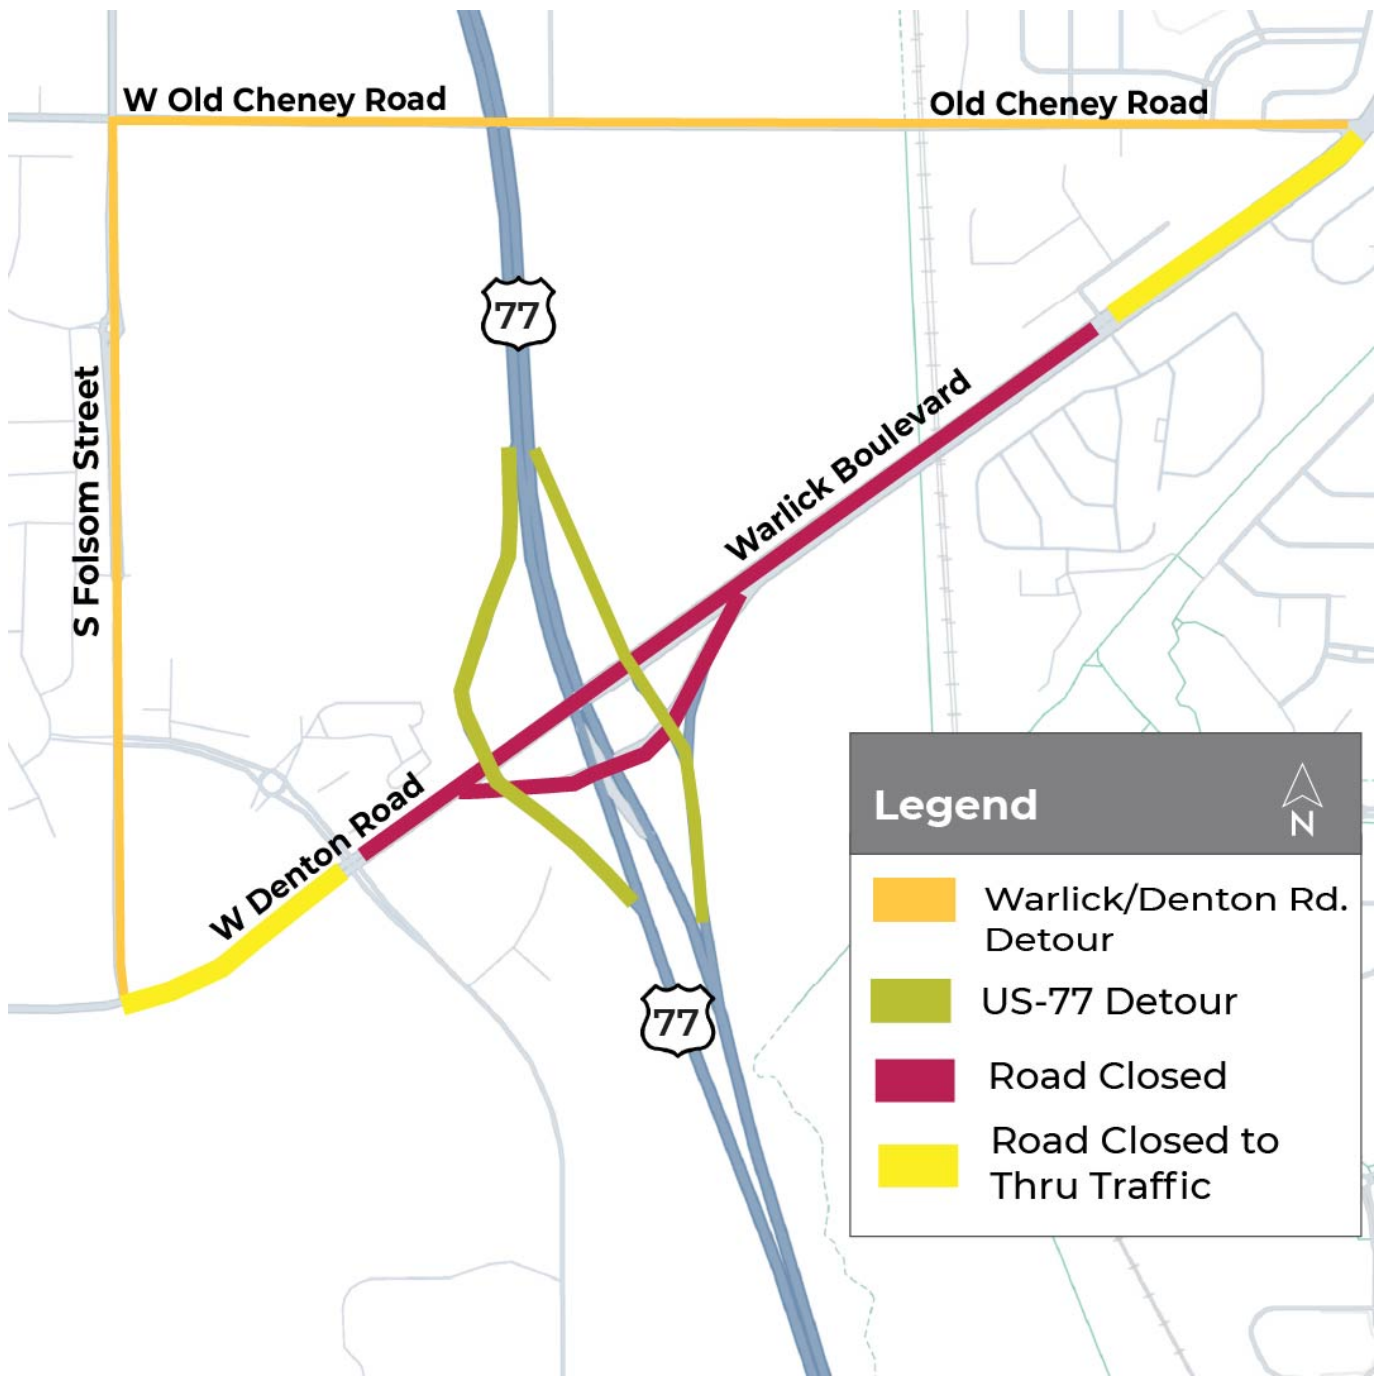 W Old Cheney Road
Old Cheney Road
77
S Folsom Street
Warlick Boulevard
W Denton Road
77
Legend
N
Warlick/Denton Rd.
Detour
US-77 Detour
Road Closed
Road Closed to
Thru Traffic